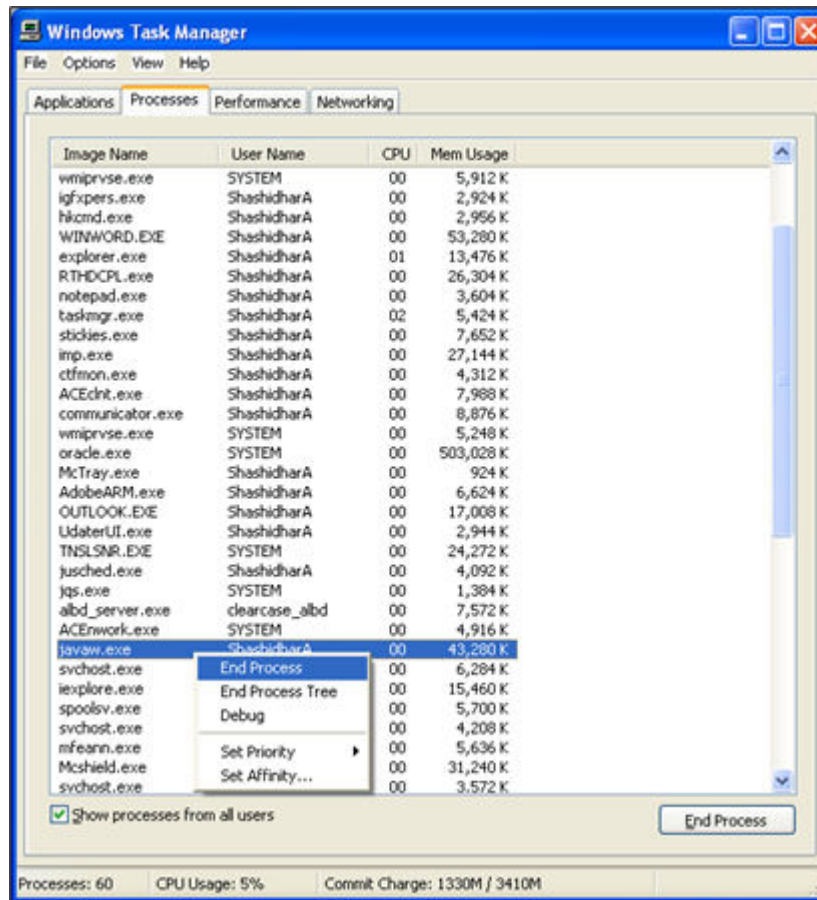 Windows Task Manager
File Options View Help
Applications Processes Performance Networking
Image Name User Name CPU Mem Usage
wmiprvse.exe SYSTEM 00 5,912 K
igfxpers.exe ShashidharA 00 2,924 K
hkcmd.exe ShashidharA 00 2,956 K
WINWORD.EXE ShashidharA 00 53,280 K
explorer.exe ShashidharA 01 13,476 K
RTHDCPL.exe ShashidharA 00 26,304 K
notepad.exe ShashidharA 00 3,604 K
taskmgr.exe ShashidharA 02 5,424 K
stickies.exe ShashidharA 00 7,652 K
imp.exe ShashidharA 00 27,144 K
ctfmon.exe ShashidharA 00 4,312 K
ACEclnt.exe ShashidharA 00 7,988 K
communicator.exe ShashidharA 00 8,876 K
wmiprvse.exe SYSTEM 00 5,248 K
oracle.exe SYSTEM 00 503,028 K
McTray.exe ShashidharA 00 924 K
AdobeARM.exe ShashidharA 00 6,624 K
OUTLOOK.EXE ShashidharA 00 17,008 K
UdaterUI.exe ShashidharA 00 2,944 K
TNSLSNR.EXE SYSTEM 00 24,272 K
jusched.exe ShashidharA 00 4,092 K
jqs.exe SYSTEM 00 1,384 K
albd_server.exe clearcase_albd 00 7,572 K
ACEnwork.exe SYSTEM 00 4,916 K
javaw.exe ShashidharA 00 43,280 K
svchost.exe End Process 00 6,284 K
iexplore.exe End Process Tree 00 15,460 K
spoolsv.exe Debug 00 5,700 K
svchost.exe 00 4,208 K
mfeann.exe Set Priority 00 5,636 K
Mcshield.exe Set Affinity... 00 31,240 K
svchost.exe 00 3,572 K
Show processes from all users End Process
Processes: 60 CPU Usage: 5% Commit Charge: 1330M / 3410M